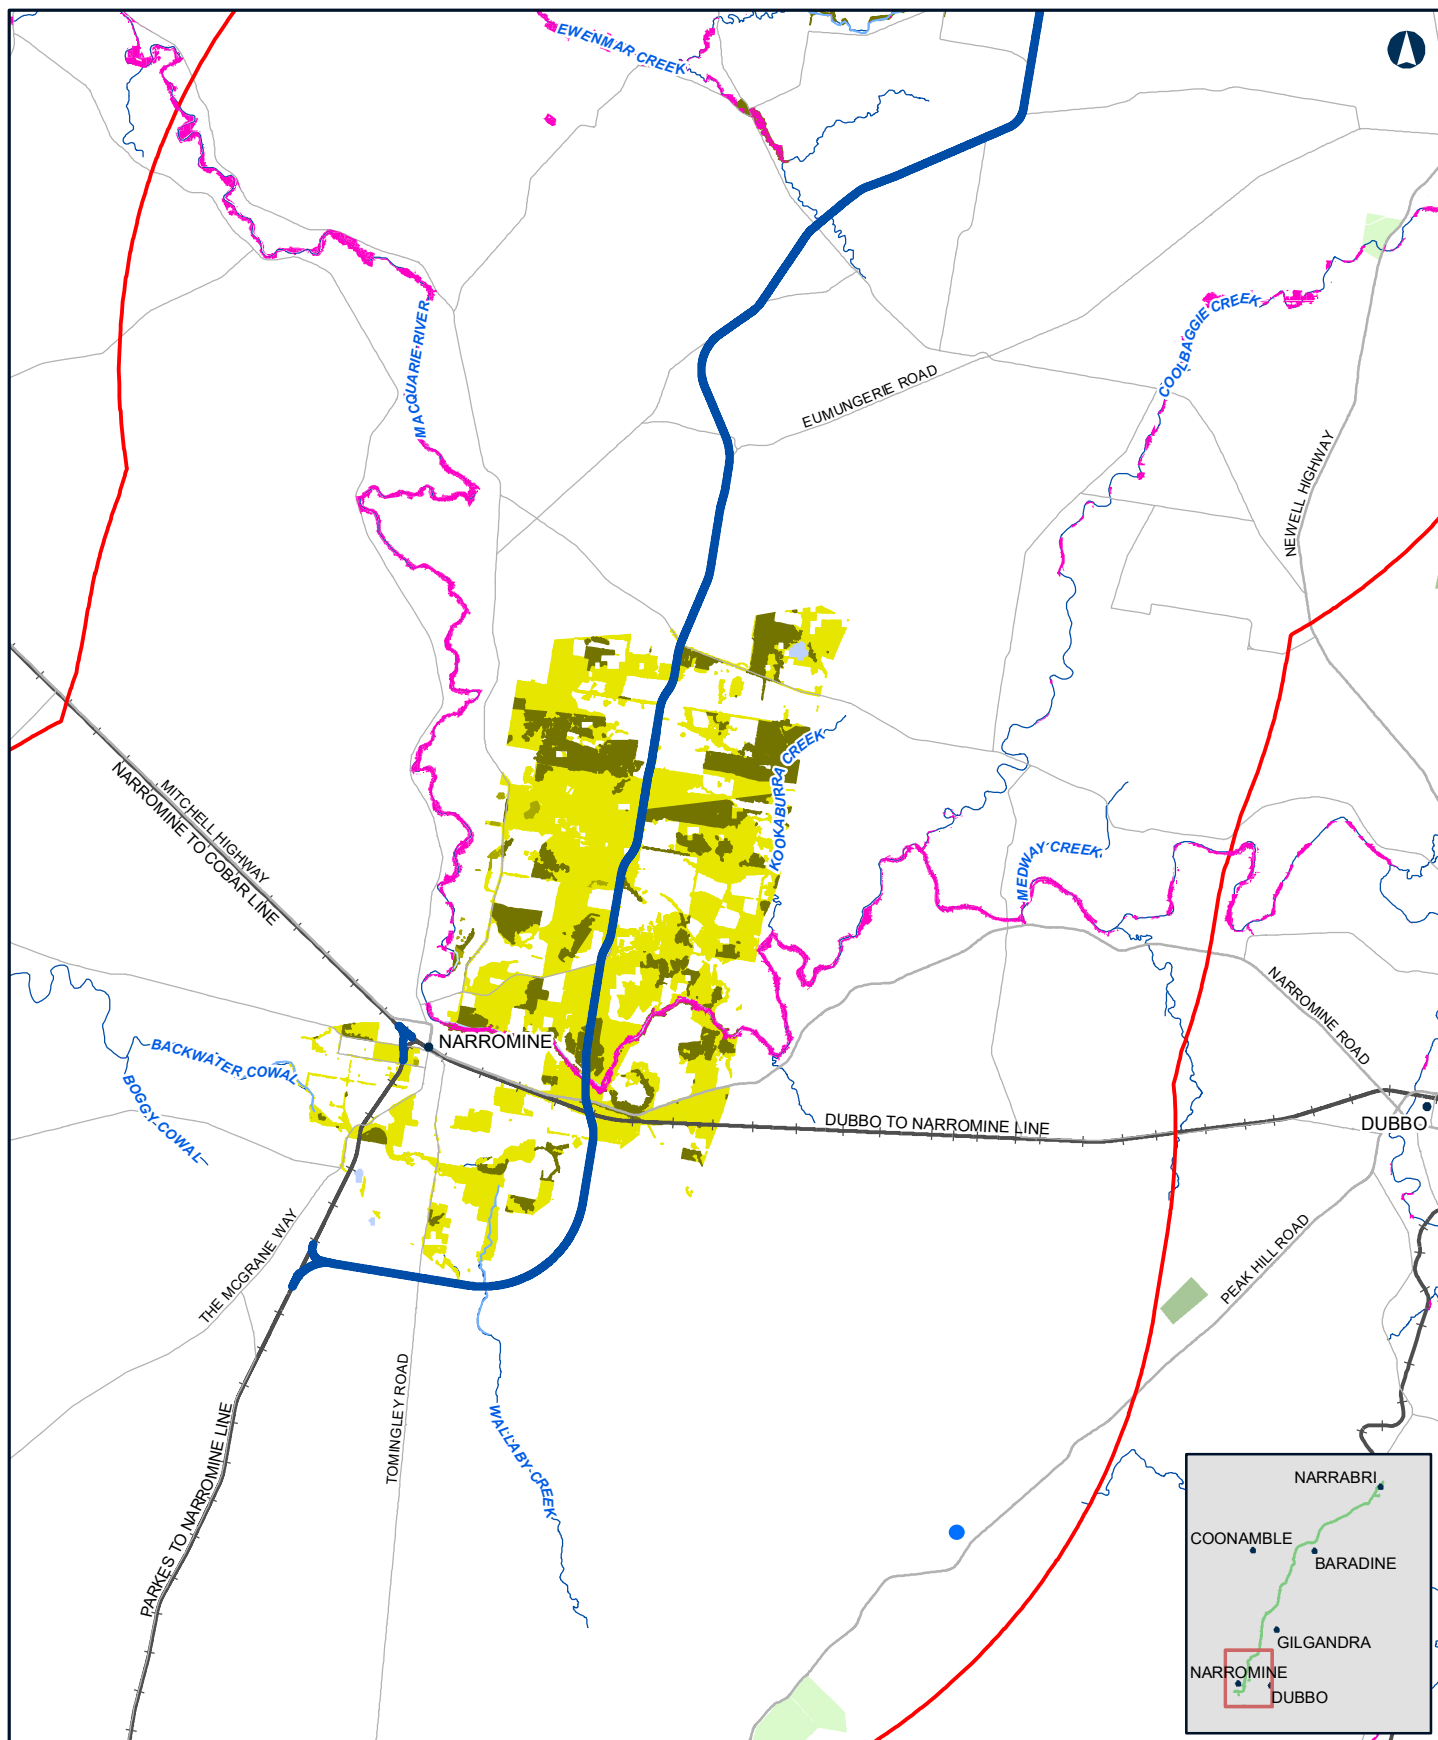 EWENMAR CREEK
MACQUARIE RIVER
COOLBAGGIE CREEK
EUMUNGERIE ROAD
NEWELL HIGHWAY
MITCHELL HIGHWAY
NARROMINE TO COBAR LINE
KOOKABURRA CREEK
MEDWAY CREEK
NARROMINE ROAD
NARROMINE
BACKWATER COWAL
BOGGY COWAL
DUBBO TO NARROMINE LINE
DUBBO
THE MCGRANE WAY
PEAK HILL ROAD
TOMINGLEY ROAD
WALLABY CREEK
PARKES TO NARROMINE LINE
NARRABRI
COONAMBLE
BARADINE
GILGANDRA
NARROMINE
DUBBO